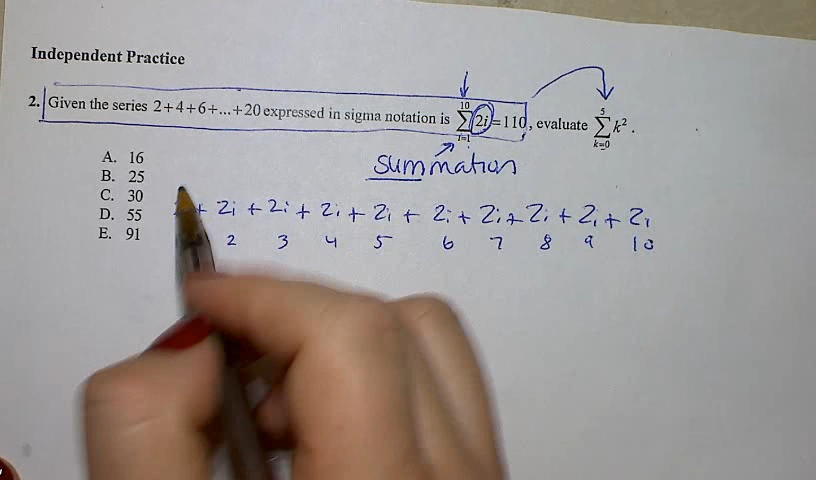 Independent Practice
2. Given the series 2+4+6+...+20 expressed in sigma notation is 10 ∑ i=1 2i =110, evaluate 5 ∑ k=0 k².
summation
A. 16
B. 25
C. 30
D. 55
E. 91
+ 2i + 2i + 2i + 2i + 2i + 2i + 2i + 2i + 2i
2 3 4 5 6 7 8 9 10